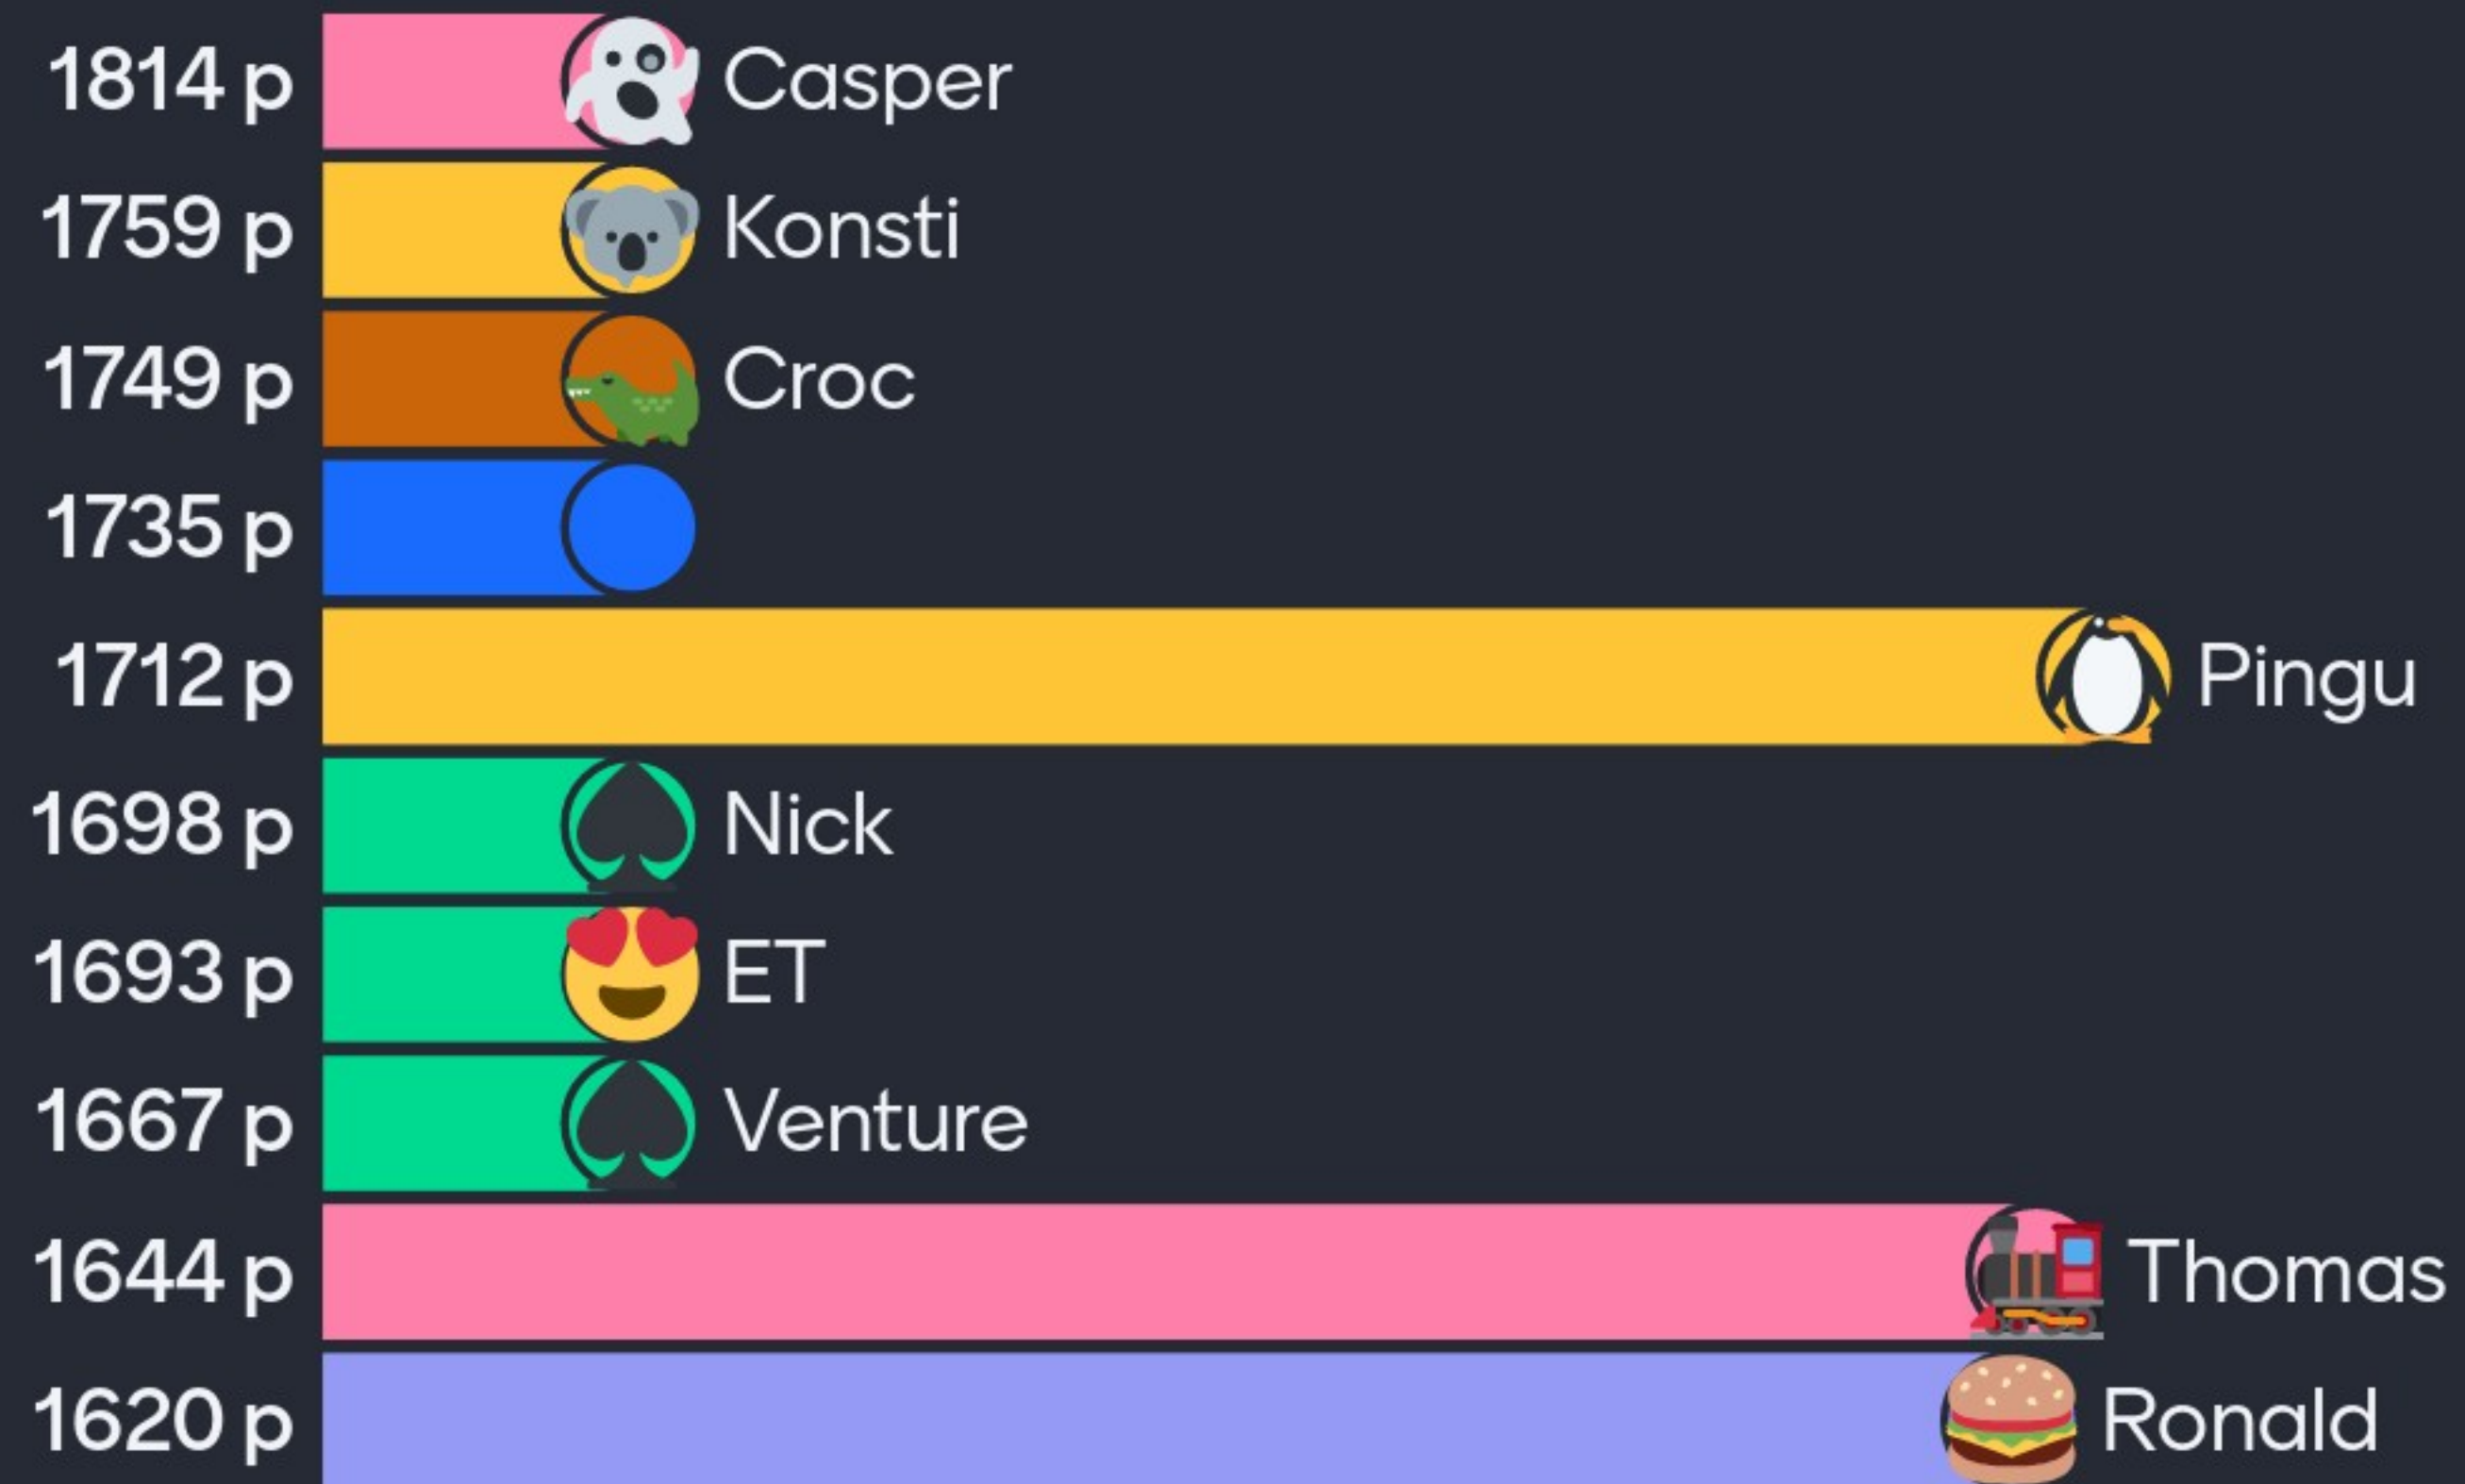 1814 p Casper
1759 p Konsti
1749 p Croc
1735 p
1712 p Pingu
1698 p Nick
1693 p ET
1667 p Venture
1644 p Thomas
1620 p Ronald